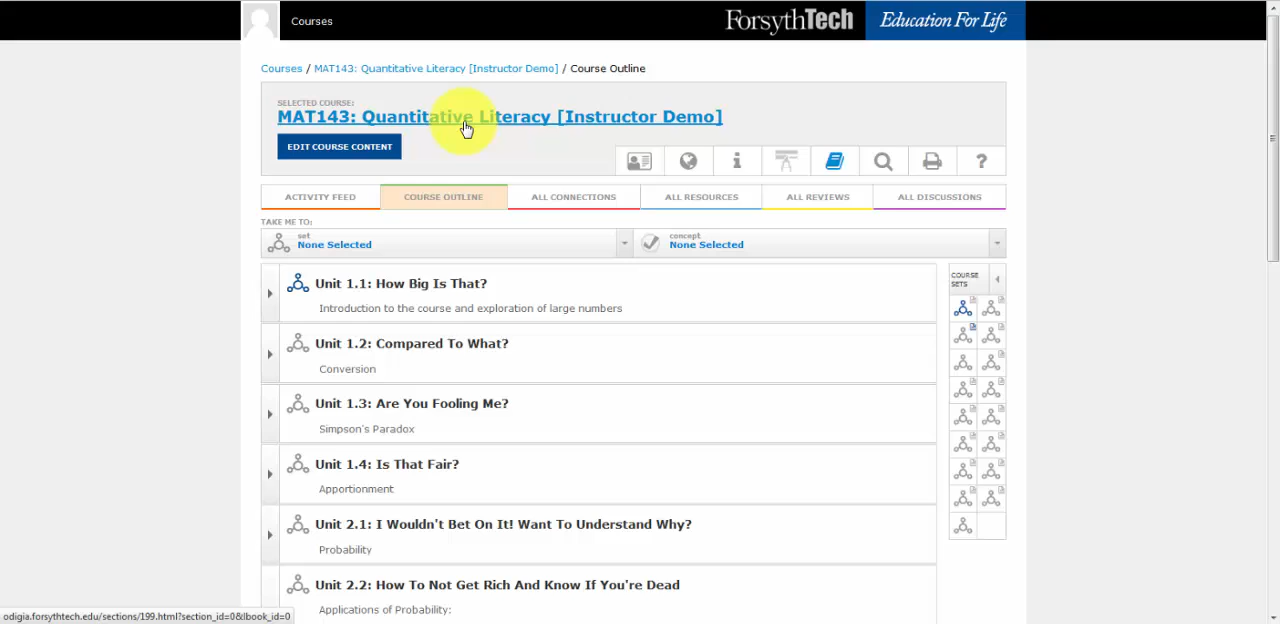 Courses
ForsythTech
Education For Life
Courses / MAT143: Quantitative Literacy [Instructor Demo] / Course Outline
SELECTED COURSE:
MAT143: Quantitative Literacy [Instructor Demo]
EDIT COURSE CONTENT
ACTIVITY FEED
COURSE OUTLINE
ALL CONNECTIONS
ALL RESOURCES
ALL REVIEWS
ALL DISCUSSIONS
TAKE ME TO:
set
None Selected
concept
None Selected
COURSE
SETS
Unit 1.1: How Big Is That?
Introduction to the course and exploration of large numbers
Unit 1.2: Compared To What?
Conversion
Unit 1.3: Are You Fooling Me?
Simpson's Paradox
Unit 1.4: Is That Fair?
Apportionment
Unit 2.1: I Wouldn't Bet On It! Want To Understand Why?
Probability
Unit 2.2: How To Not Get Rich And Know If You're Dead
Applications of Probability:
odigia.forsythtech.edu/sections/199.html?section_id=0&lbook_id=0